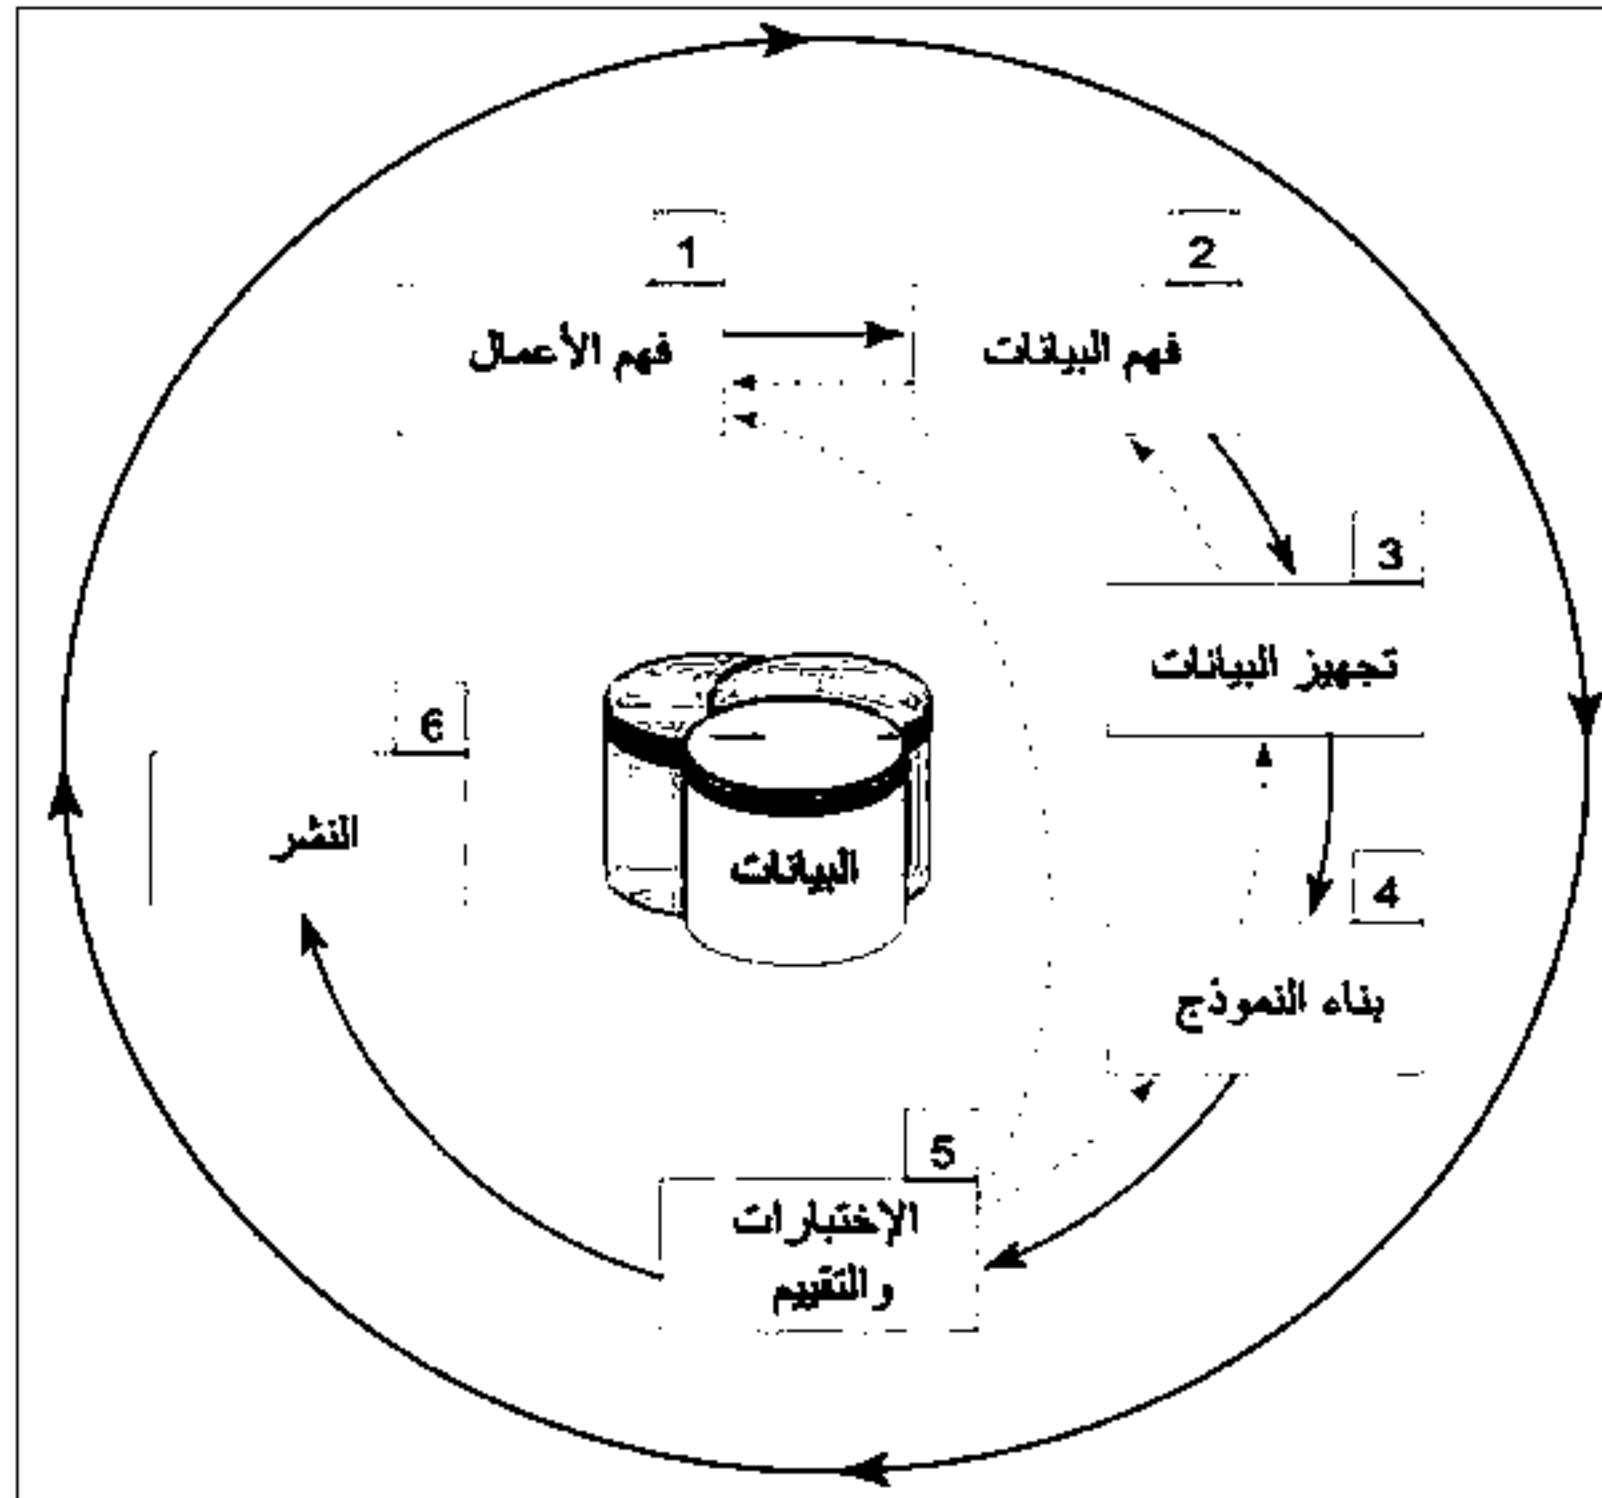 1
فهم الأعمال
2
فهم البيانات
3
تجهيز البيانات
4
بناء النموذج
5
الإختبارات
والتقييم
6
النشر
البيانات